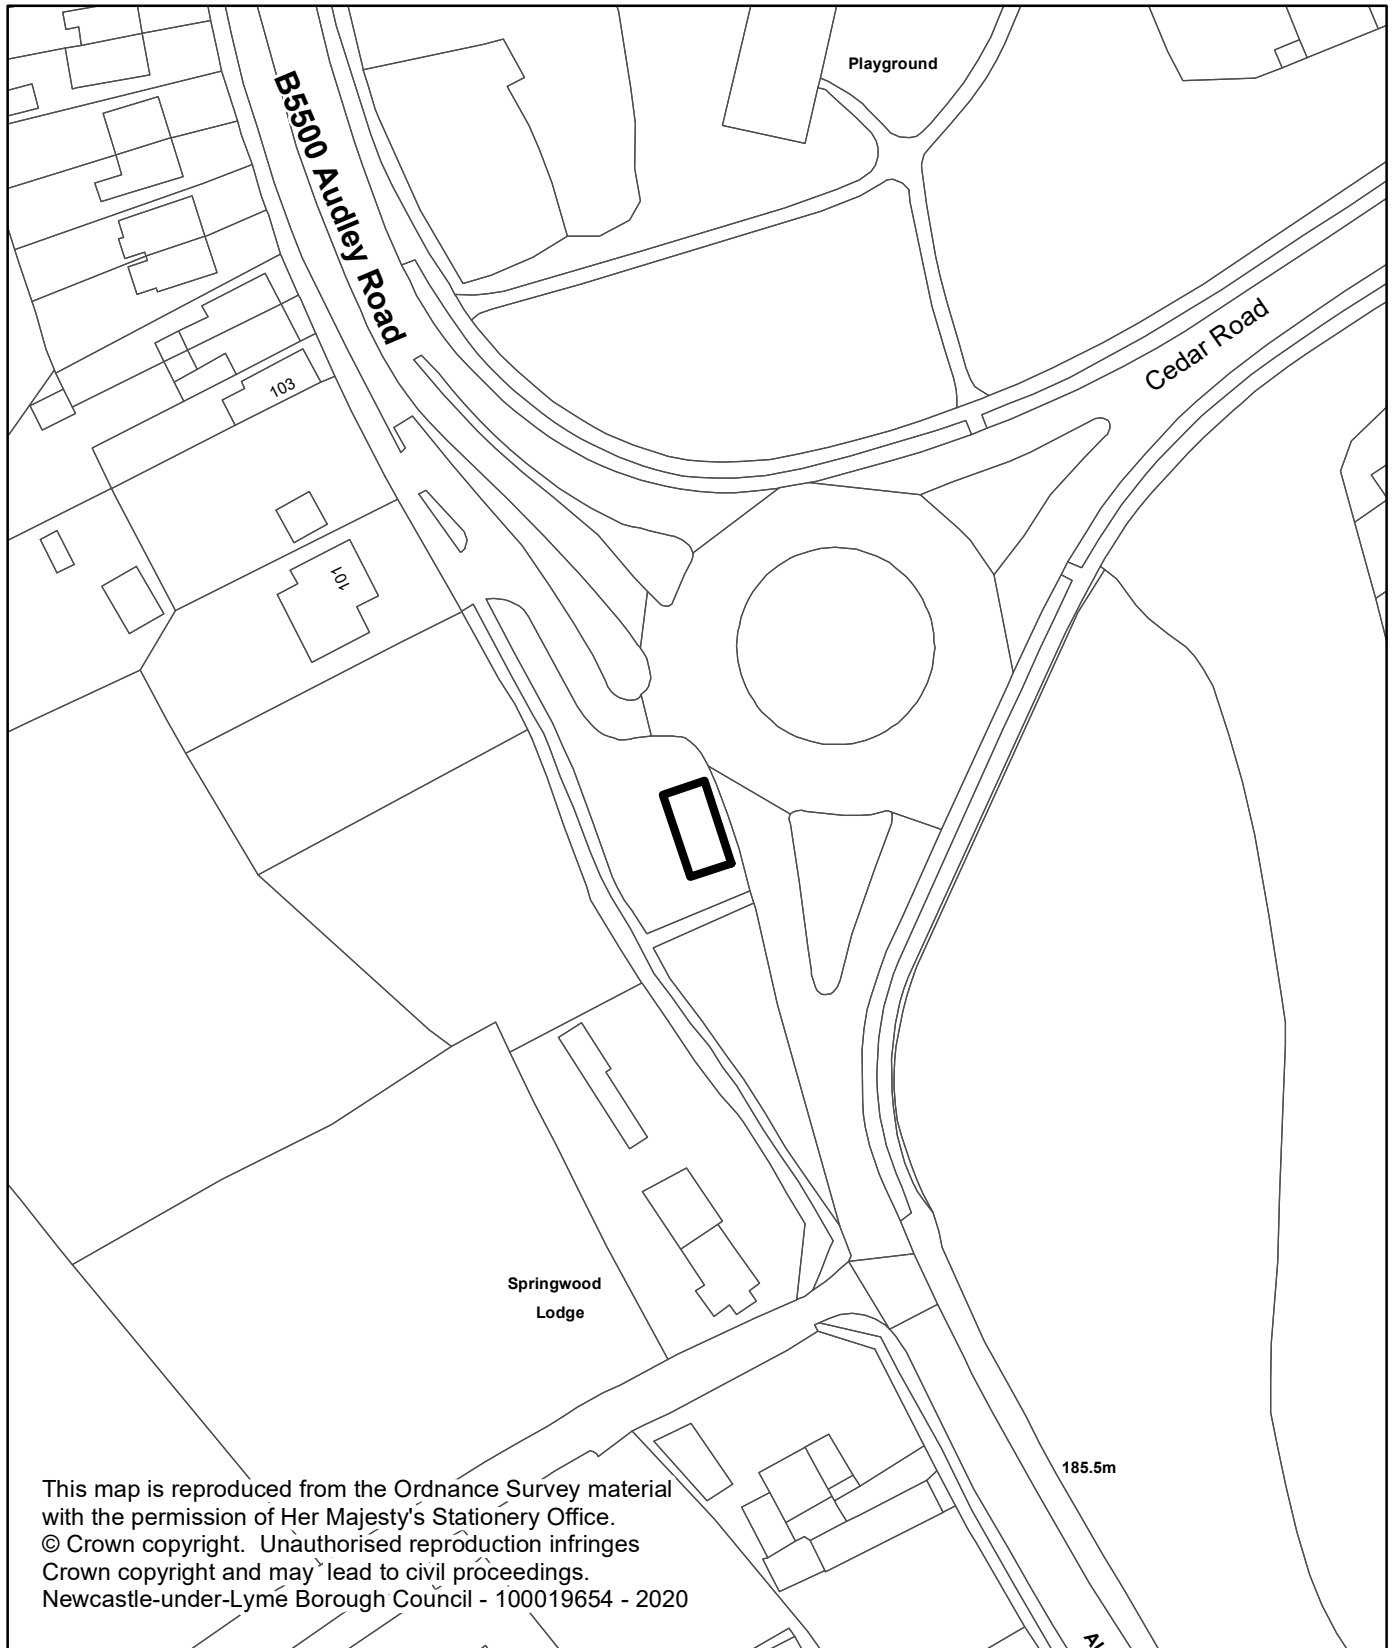 Playground
B5500 Audley Road
Cedar Road
103
101
Springwood
Lodge
185.5m
This map is reproduced from the Ordnance Survey material
with the permission of Her Majesty's Stationery Office.
© Crown copyright. Unauthorised reproduction infringes
Crown copyright and may lead to civil proceedings.
Newcastle-under-Lyme Borough Council - 100019654 - 2020